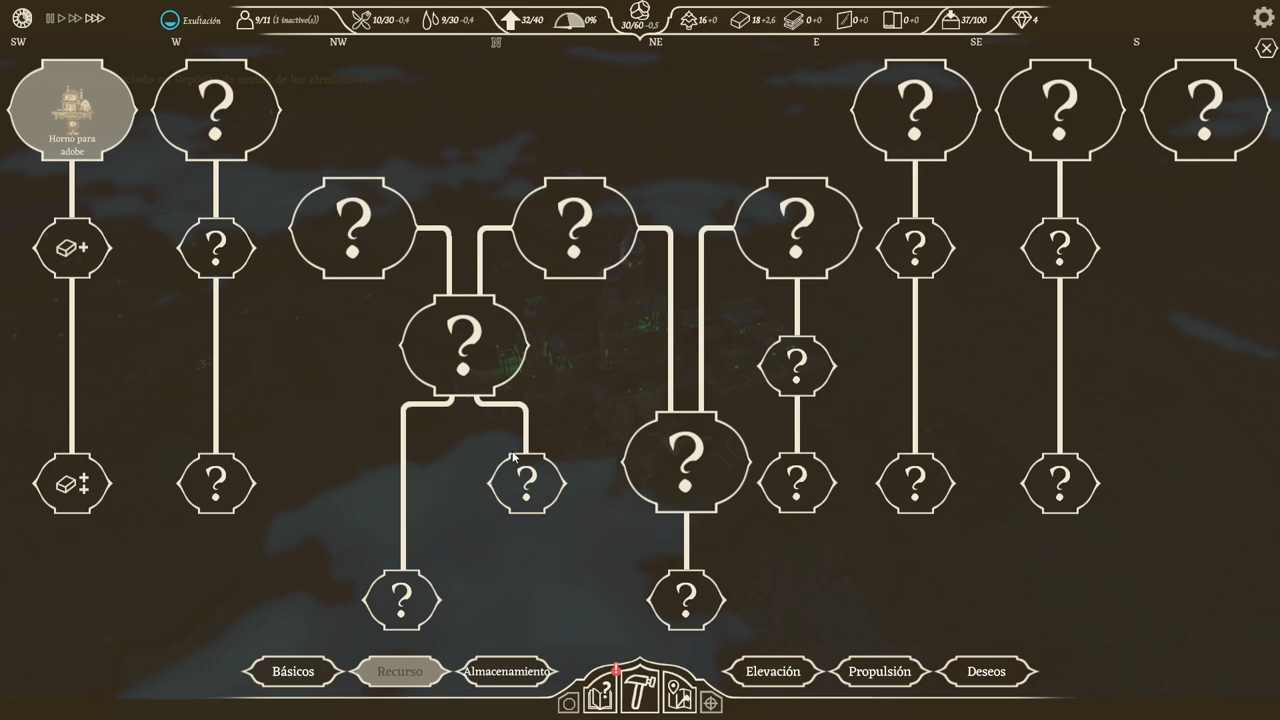 Exultación
9/11 (1 inactivo(s))
10/30 -0,4
9/30 -0,4
32/40
0%
30/60 -0,5
16 +0
18 +2,6
0 +0
0 +0
0 +0
37/100
4
SW W NW N NE E SE S
Horno para
adobe
? ? ? ?
? ? ?
? ? ?
?
?
?
? ? ? ? ?
? ?
Básicos
Recurso
Almacenamiento
Elevación
Propulsión
Deseos